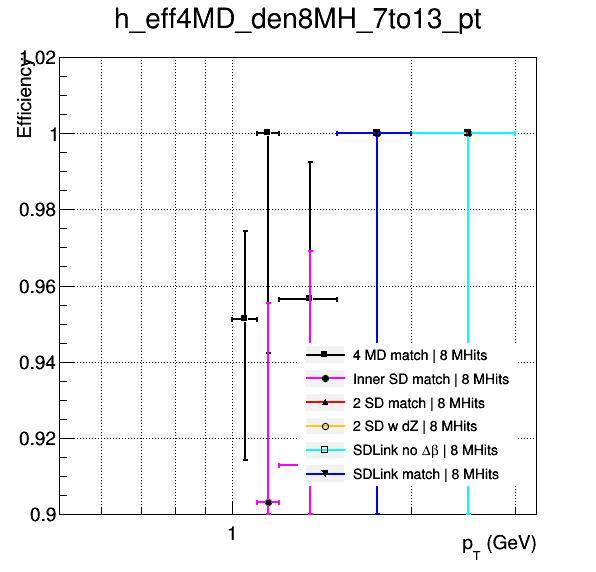 h_eff4MD_den8MH_7to13_pt
Efficiency
1.02
1
0.98
0.96
0.94
0.92
0.9
4 MD match | 8 MHits
Inner SD match | 8 MHits
2 SD match | 8 MHits
2 SD w dZ | 8 MHits
SDLink no Δβ | 8 MHits
SDLink match | 8 MHits
1
p_T (GeV)